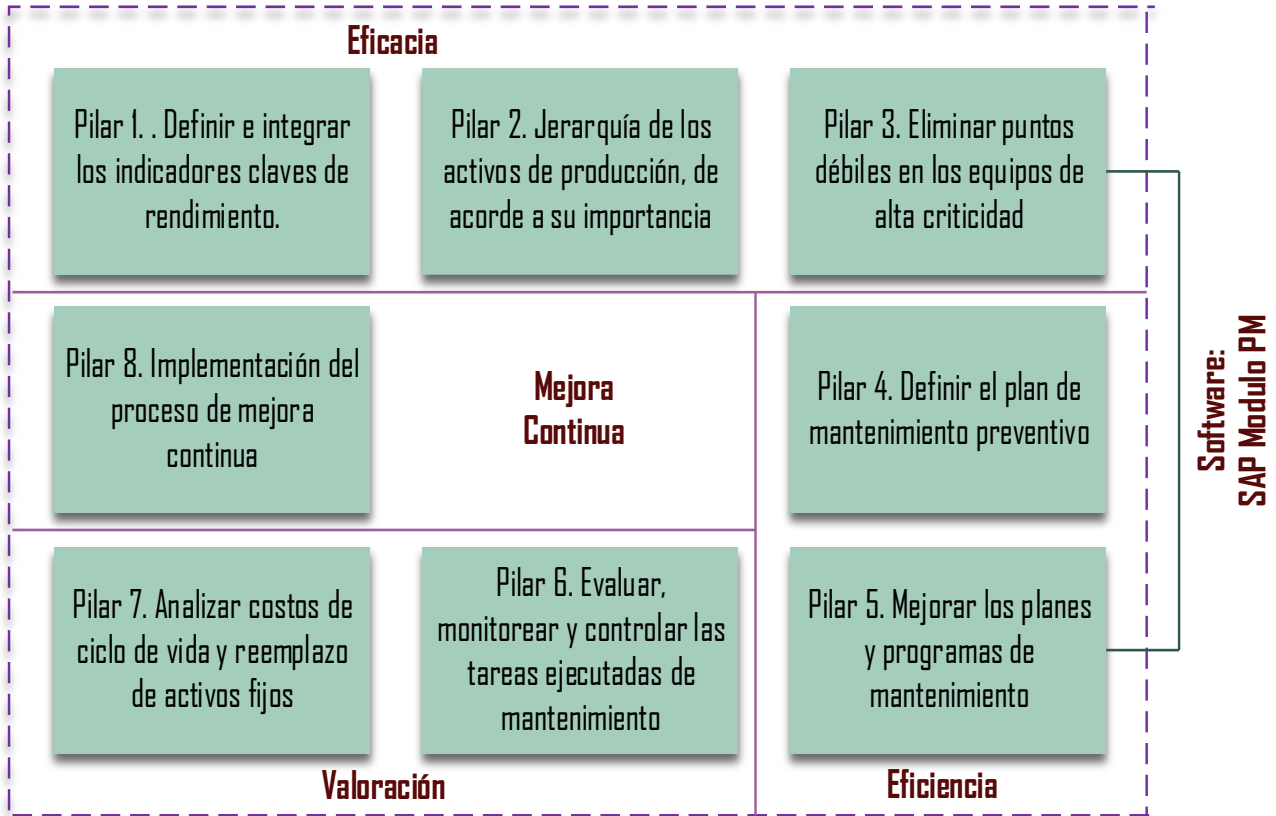 Eficacia
Pilar 1. . Definir e integrar
los indicadores claves de
rendimiento.
Pilar 2. Jerarquía de los
activos de producción, de
acorde a su importancia
Pilar 3. Eliminar puntos
débiles en los equipos de
alta criticidad
Pilar 8. Implementación del
proceso de mejora
continua
Mejora
Continua
Pilar 4. Definir el plan de
mantenimiento preventivo
Software:
SAP Modulo PM
Pilar 7. Analizar costos de
ciclo de vida y reemplazo
de activos fijos
Pilar 6. Evaluar,
monitorear y controlar las
tareas ejecutadas de
mantenimiento
Pilar 5. Mejorar los planes
y programas de
mantenimiento
Valoración
Eficiencia